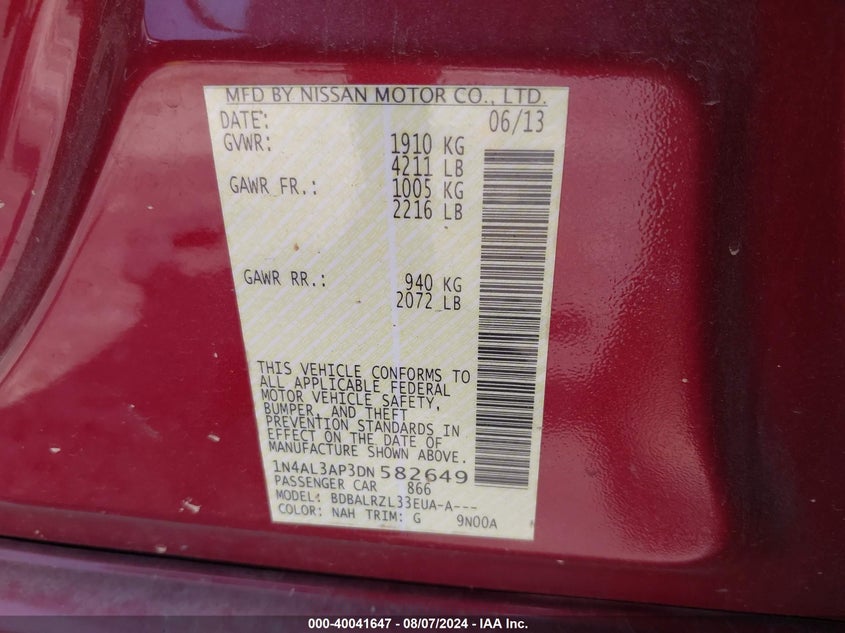 MFD BY NISSAN MOTOR CO., LTD.
DATE: 06/13
GVWR: 1910 KG
4211 LB
GAWR FR.: 1005 KG
2216 LB
GAWR RR.: 940 KG
2072 LB
THIS VEHICLE CONFORMS TO
ALL APPLICABLE FEDERAL
MOTOR VEHICLE SAFETY,
BUMPER, AND THEFT
PREVENTION STANDARDS IN
EFFECT ON THE DATE OF
MANUFACTURE SHOWN ABOVE.
1N4AL3AP3DN582649
PASSENGER CAR 866
MODEL: BDBALRZL33EUA-A---
COLOR: NAH TRIM: G 9N00A
000-40041647 - 08/07/2024 - IAA Inc.